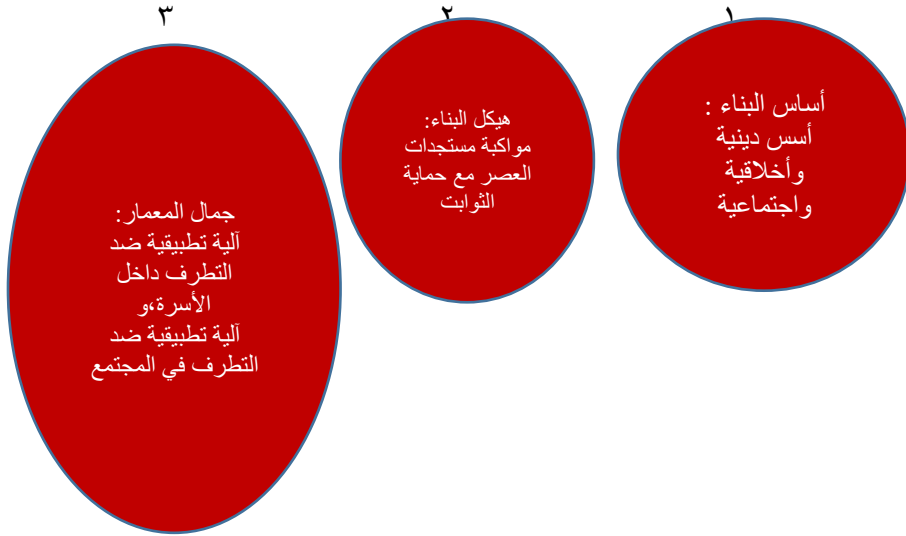 ١
أساس البناء :
أسس دينية
وأخلاقية
واجتماعية
٢
هيكل البناء:
مواكبة مستجدات
العصر مع حماية
الثوابت
٣
جمال المعمار:
آلية تطبيقية ضد
التطرف داخل
الأسرة،و
آلية تطبيقية ضد
التطرف في المجتمع